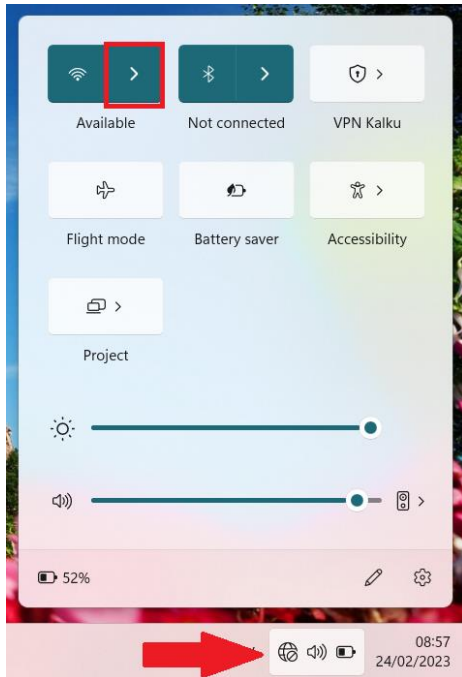 Available
Not connected
VPN Kalku
Flight mode
Battery saver
Accessibility
Project
52%
08:57
24/02/2023